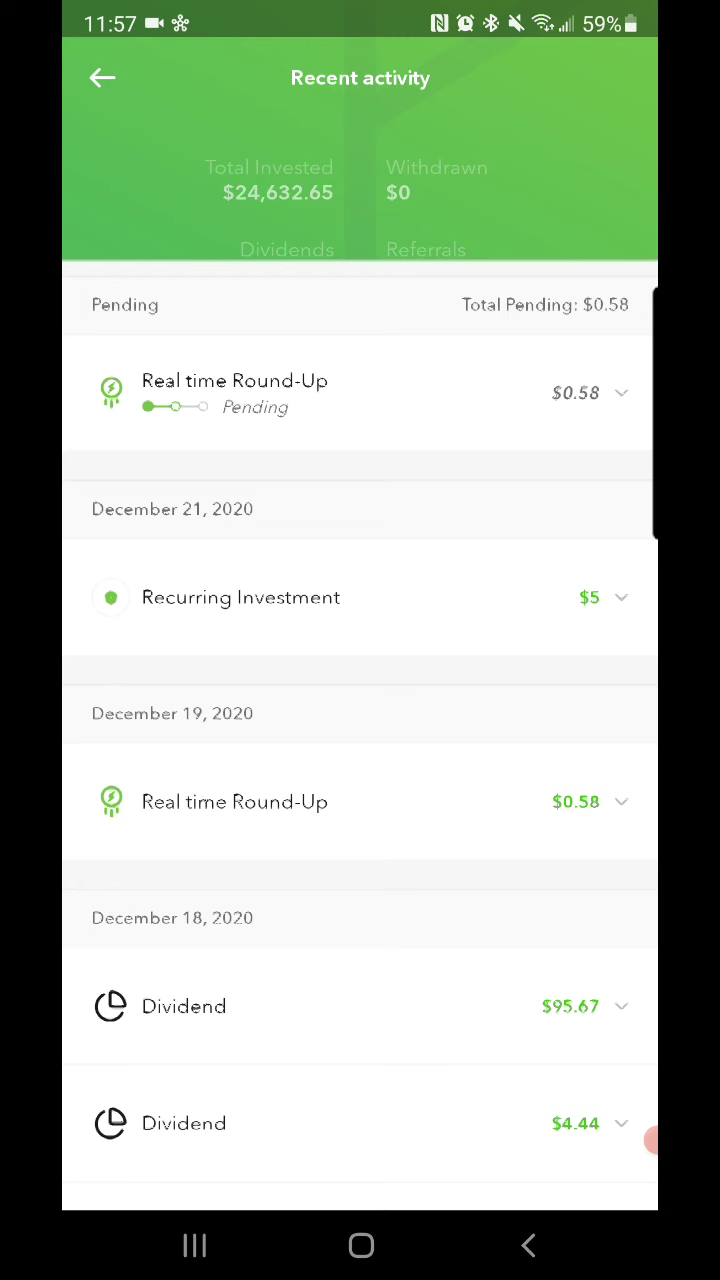 11:57 59%
Recent activity
Total Invested Withdrawn
$24,632.65 $0
Dividends Referrals
Pending Total Pending: $0.58
Real time Round-Up $0.58
Pending
December 21, 2020
Recurring Investment $5
December 19, 2020
Real time Round-Up $0.58
December 18, 2020
Dividend $95.67
Dividend $4.44